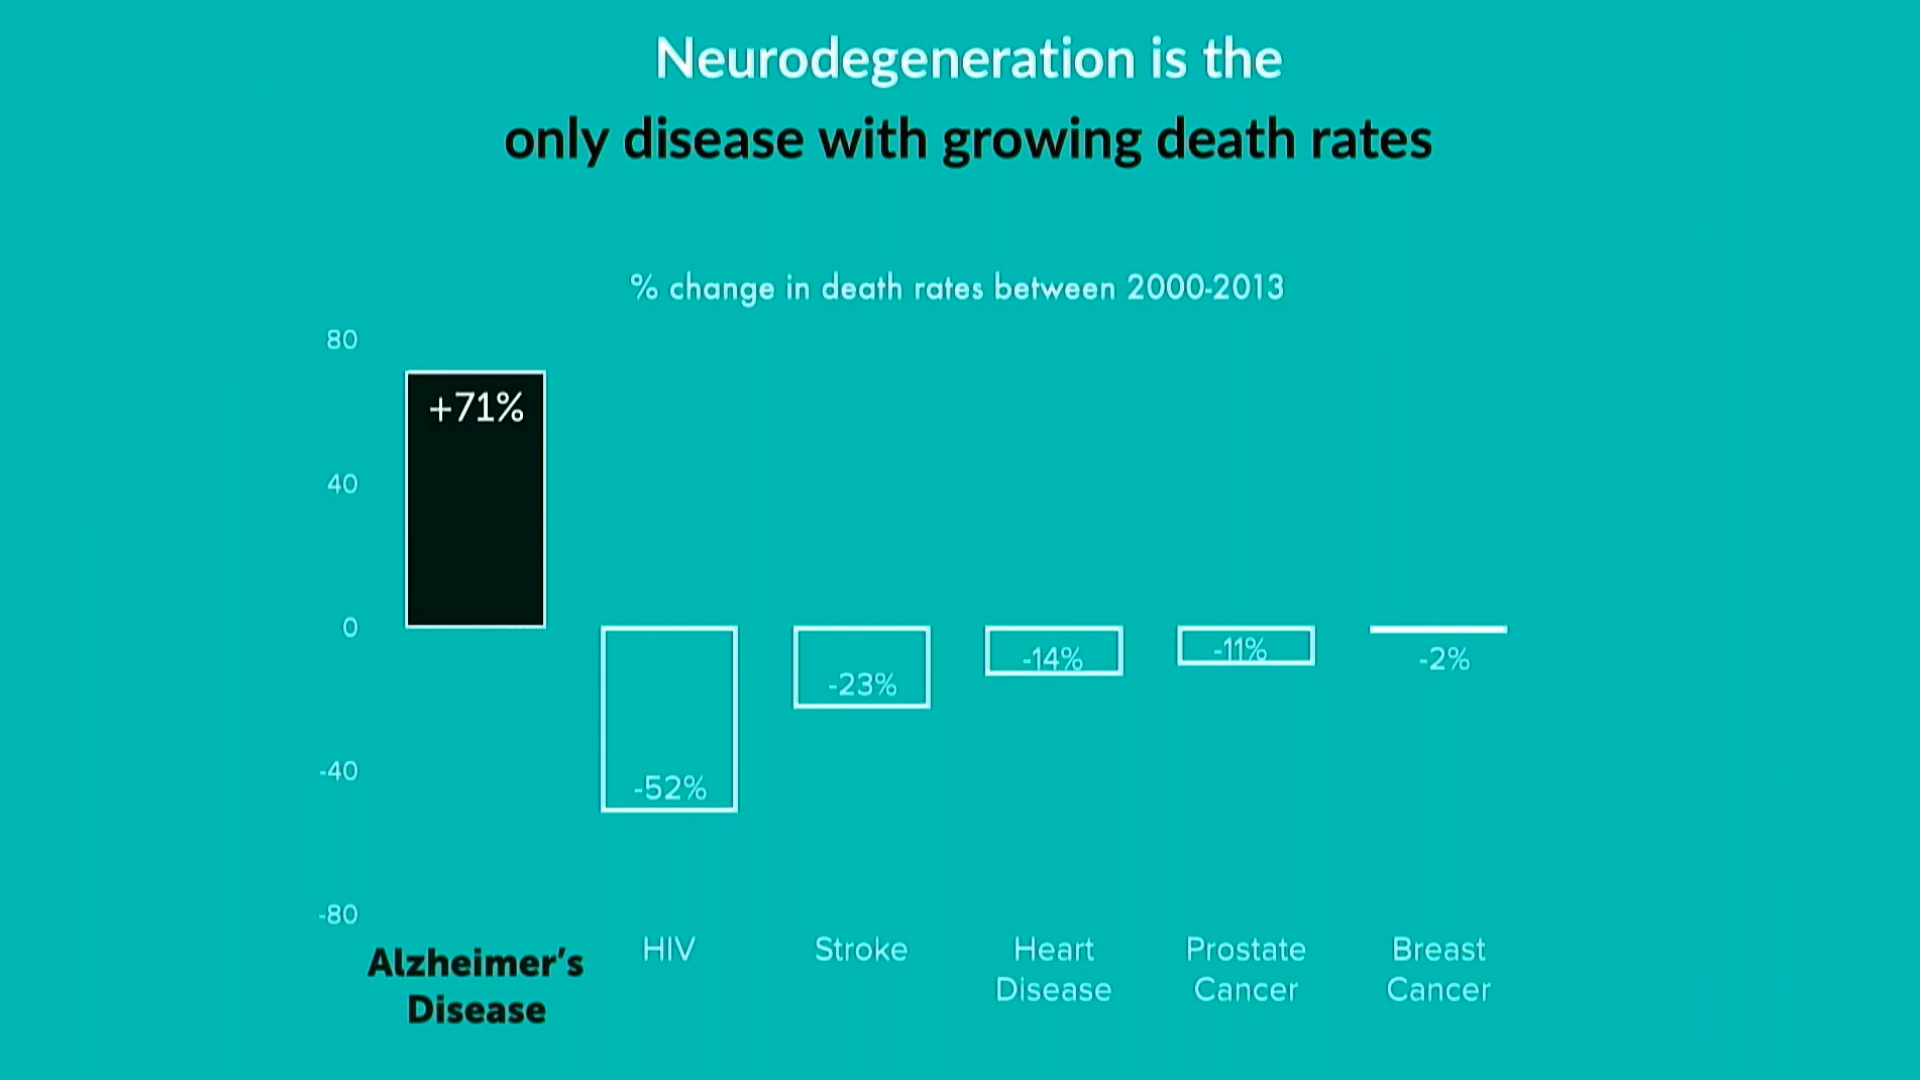 Neurodegeneration is the
only disease with growing death rates
% change in death rates between 2000-2013
80
40
0
-40
-80
+71%
-52%
-23%
-14%
-11%
-2%
Alzheimer's
Disease
HIV
Stroke
Heart
Disease
Prostate
Cancer
Breast
Cancer